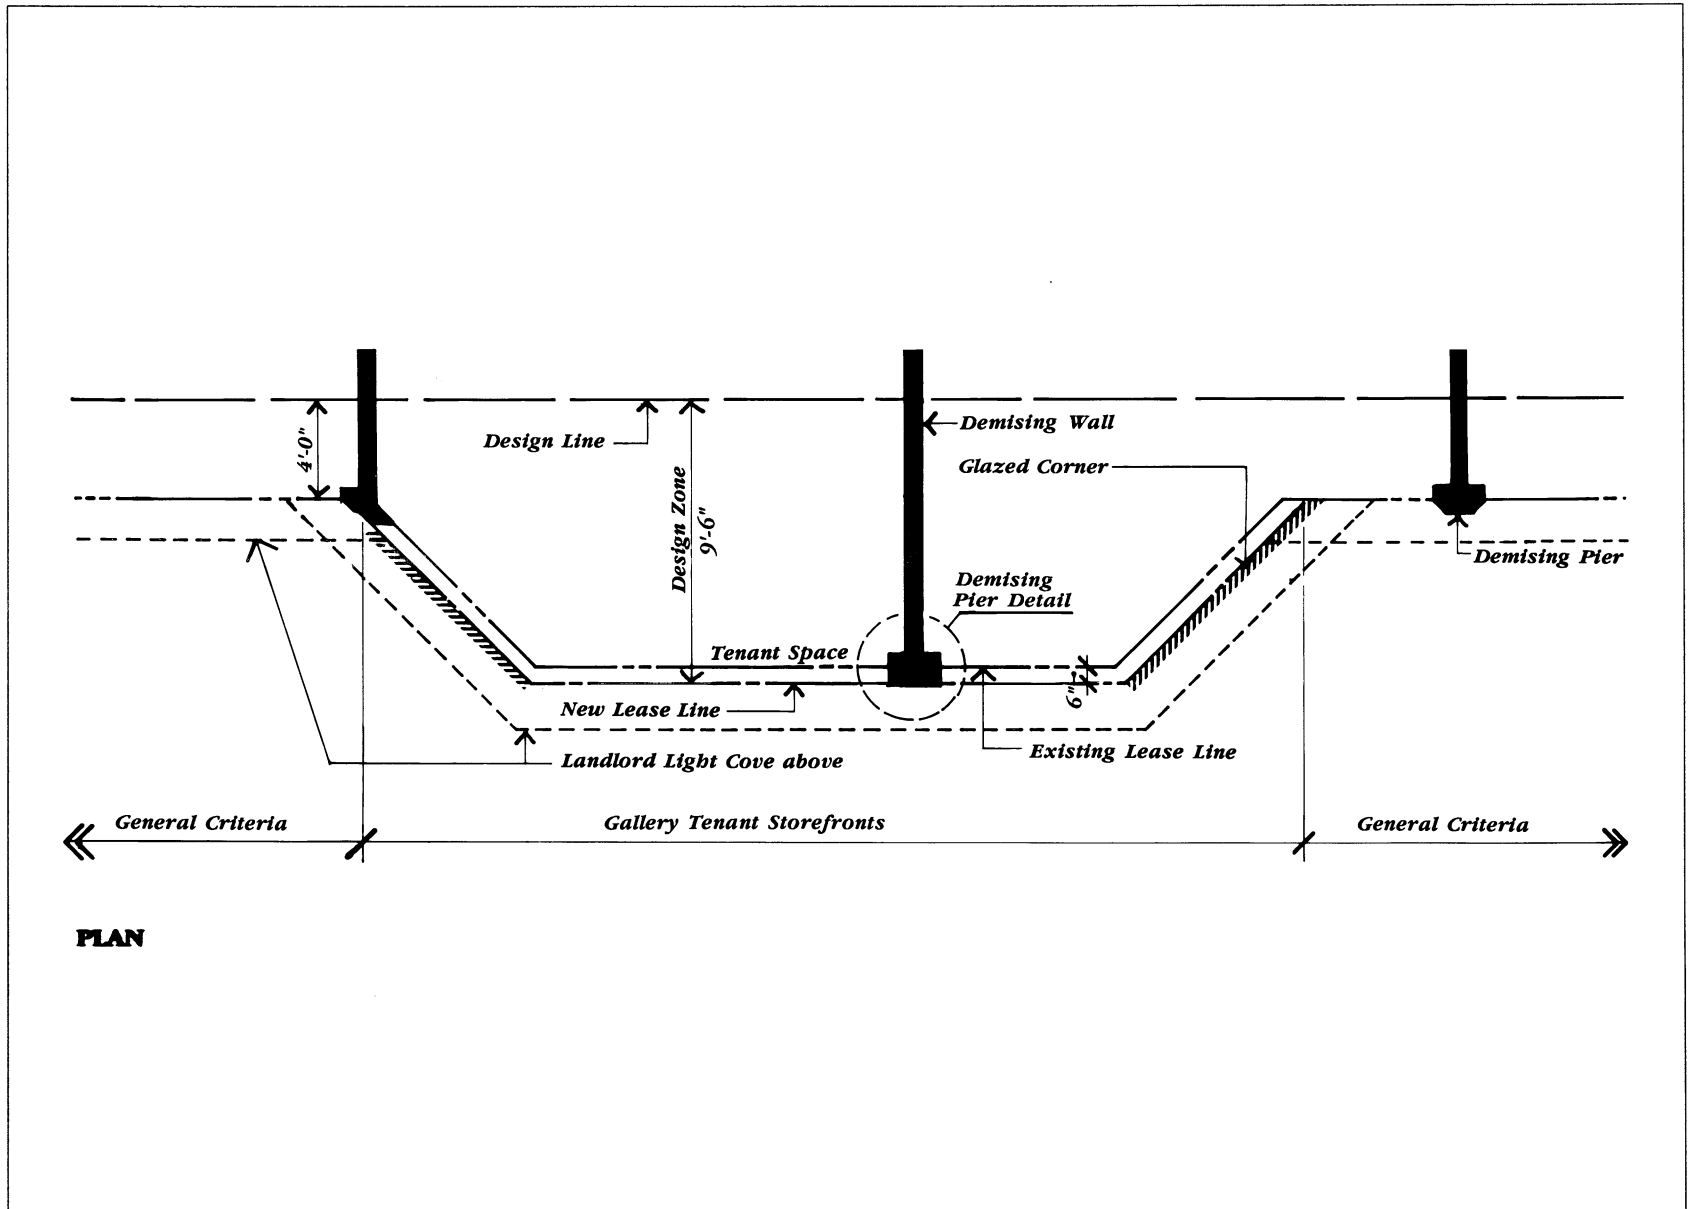 Demising Wall
4'-0"
Design Line
Glazed Corner
Design Zone
9'-6"
Demising Pier
Demising
Pier Detail
Tenant Space
6"
New Lease Line
Existing Lease Line
Landlord Light Cove above
General Criteria
Gallery Tenant Storefronts
General Criteria
PLAN